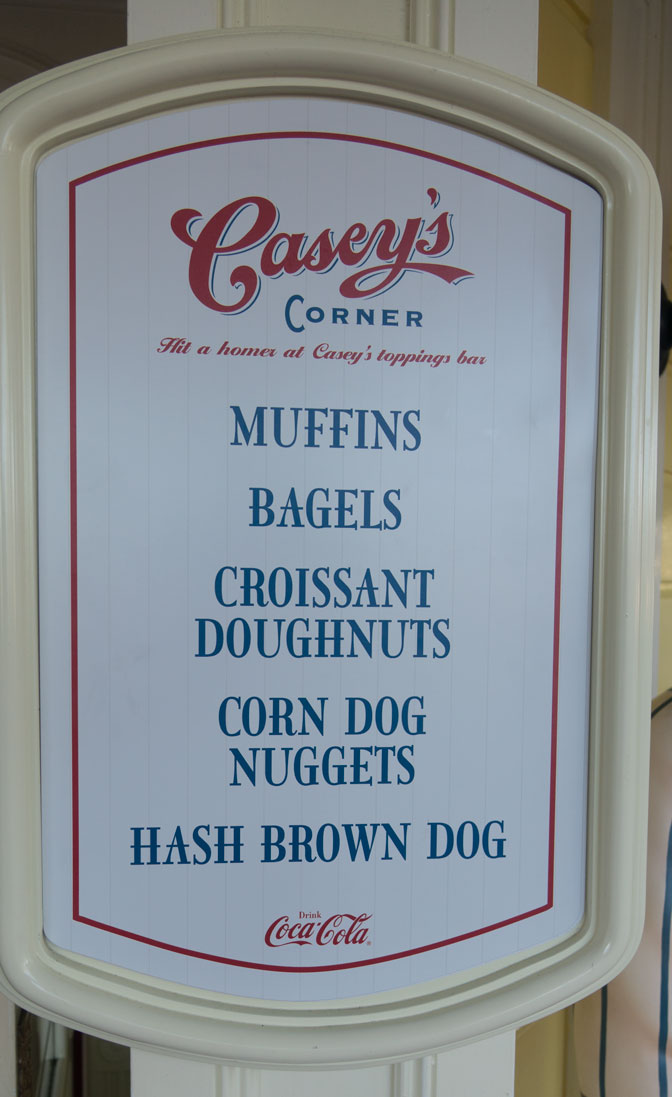 Casey's
CORNER
Hit a homer at Casey's toppings bar
MUFFINS
BAGELS
CROISSANT
DOUGHNUTS
CORN DOG
NUGGETS
HASH BROWN DOG
Drink
Coca-Cola